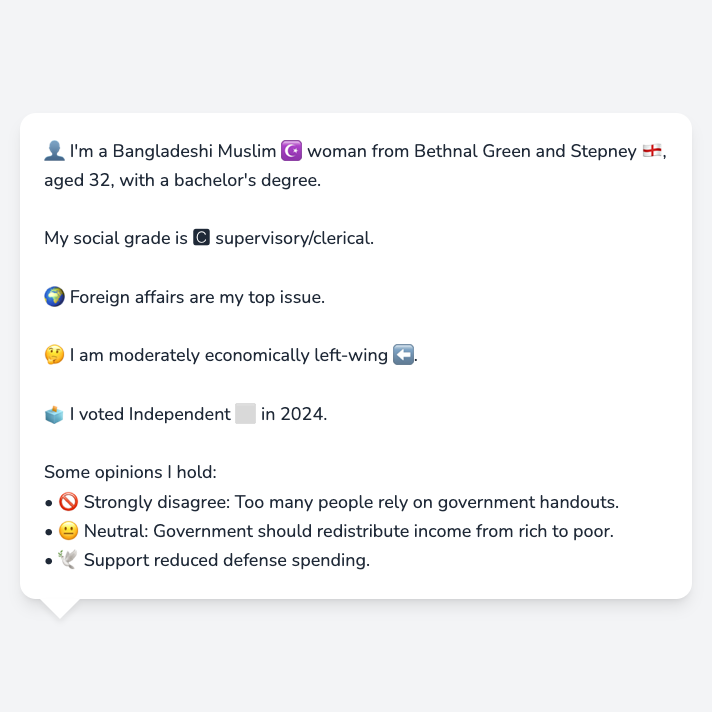 👤 I'm a Bangladeshi Muslim ☪️ woman from Bethnal Green and Stepney 🏴󠁧󠁢󠁥󠁮󠁧󠁿,
aged 32, with a bachelor's degree.
My social grade is 🅲 supervisory/clerical.
🌍 Foreign affairs are my top issue.
🤔 I am moderately economically left-wing ⬅️.
🗳️ I voted Independent ⬜ in 2024.
Some opinions I hold:
• 🚫 Strongly disagree: Too many people rely on government handouts.
• 😐 Neutral: Government should redistribute income from rich to poor.
• 🕊️ Support reduced defense spending.